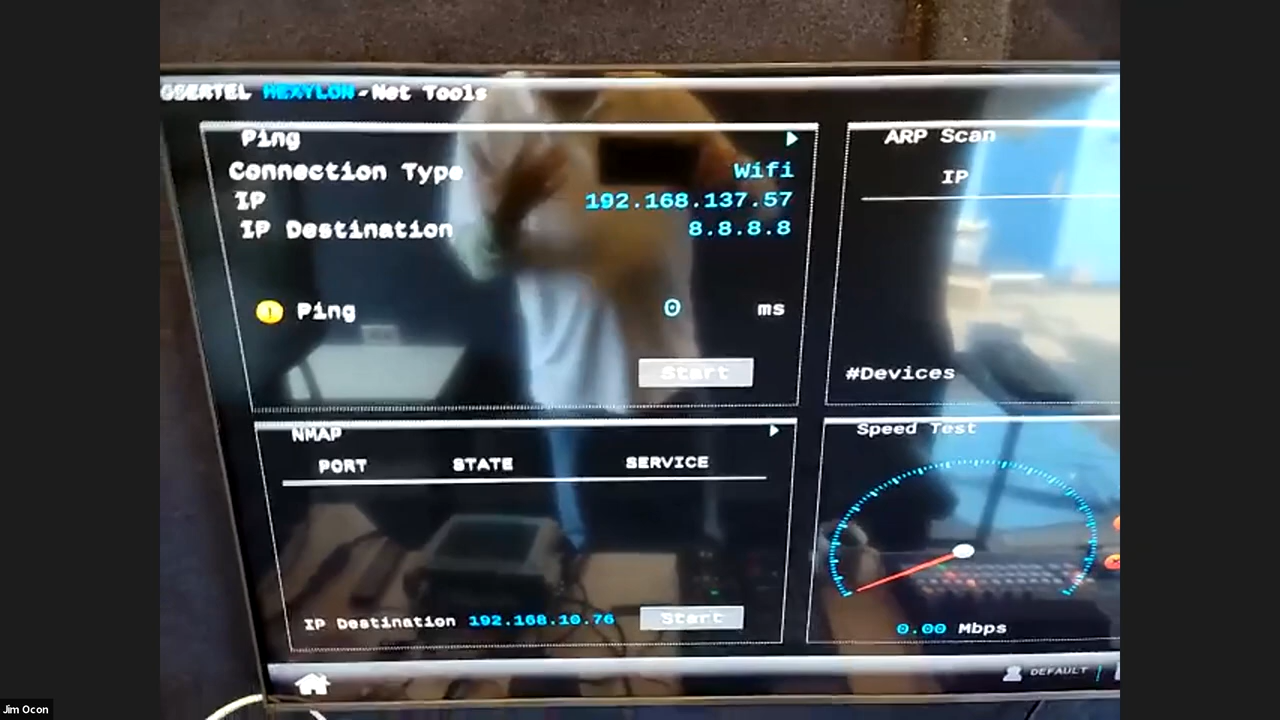 GSERTEL HEXYLON - Net Tools
Ping
Connection Type Wifi
IP 192.168.137.57
IP Destination 8.8.8.8
! Ping 0 ms
Start
ARP Scan
IP
#Devices
NMAP
PORT STATE SERVICE
IP Destination 192.168.10.76 Start
Speed Test
0.00 Mbps
DEFAULT
Jim Ocon